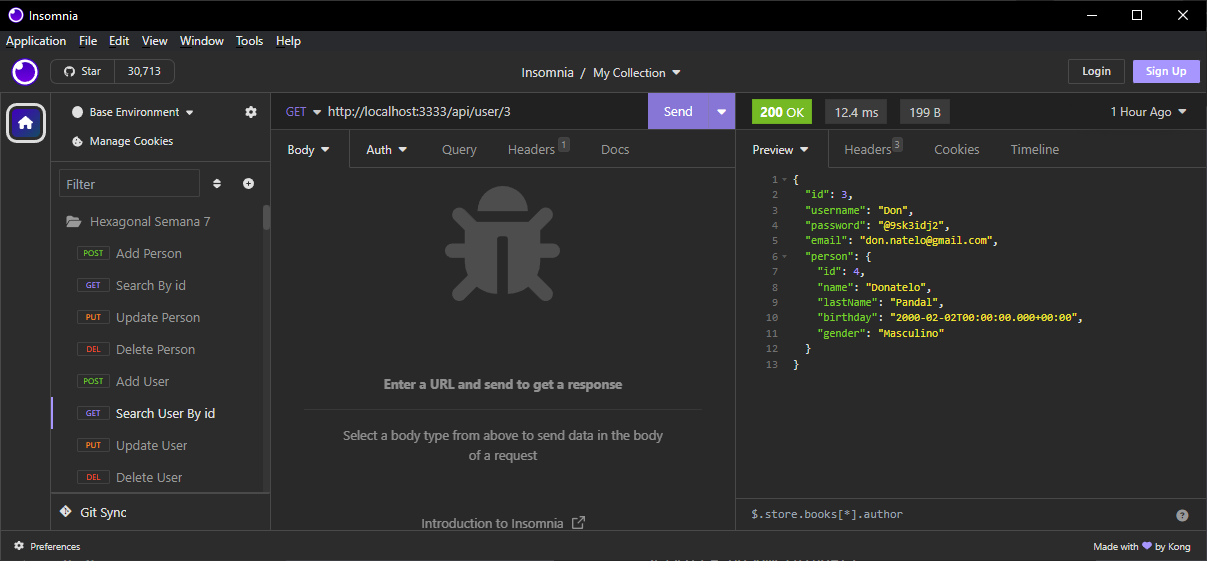 Insomnia
Application File Edit View Window Tools Help
Star 30,713
Insomnia / My Collection
Login Sign Up
Base Environment
Manage Cookies
Filter
Hexagonal Semana 7
POST Add Person
GET Search By id
PUT Update Person
DEL Delete Person
POST Add User
GET Search User By id
PUT Update User
DEL Delete User
Git Sync
GET http://localhost:3333/api/user/3 Send
Body Auth Query Headers 1 Docs
Enter a URL and send to get a response
Select a body type from above to send data in the body
of a request
Introduction to Insomnia
200 OK 12.4 ms 199 B 1 Hour Ago
Preview Headers 3 Cookies Timeline
1 {
2 "id": 3,
3 "username": "Don",
4 "password": "@9sk3idj2",
5 "email": "don.natelo@gmail.com",
6 "person": {
7 "id": 4,
8 "name": "Donatelo",
9 "lastName": "Pandal",
10 "birthday": "2000-02-02T00:00:00.000+00:00",
11 "gender": "Masculino"
12 }
13 }
$.store.books[*].author
Preferences
Made with 💜 by Kong